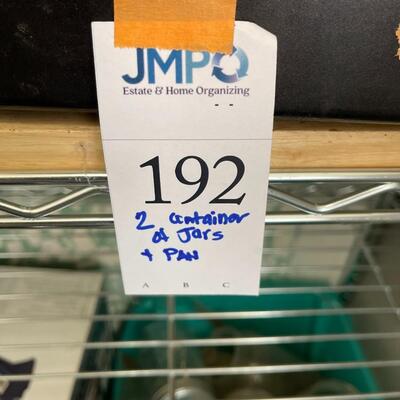 JMPO
Estate & Home Organizing
192
2 container
of Jars
+ PAN
A B C